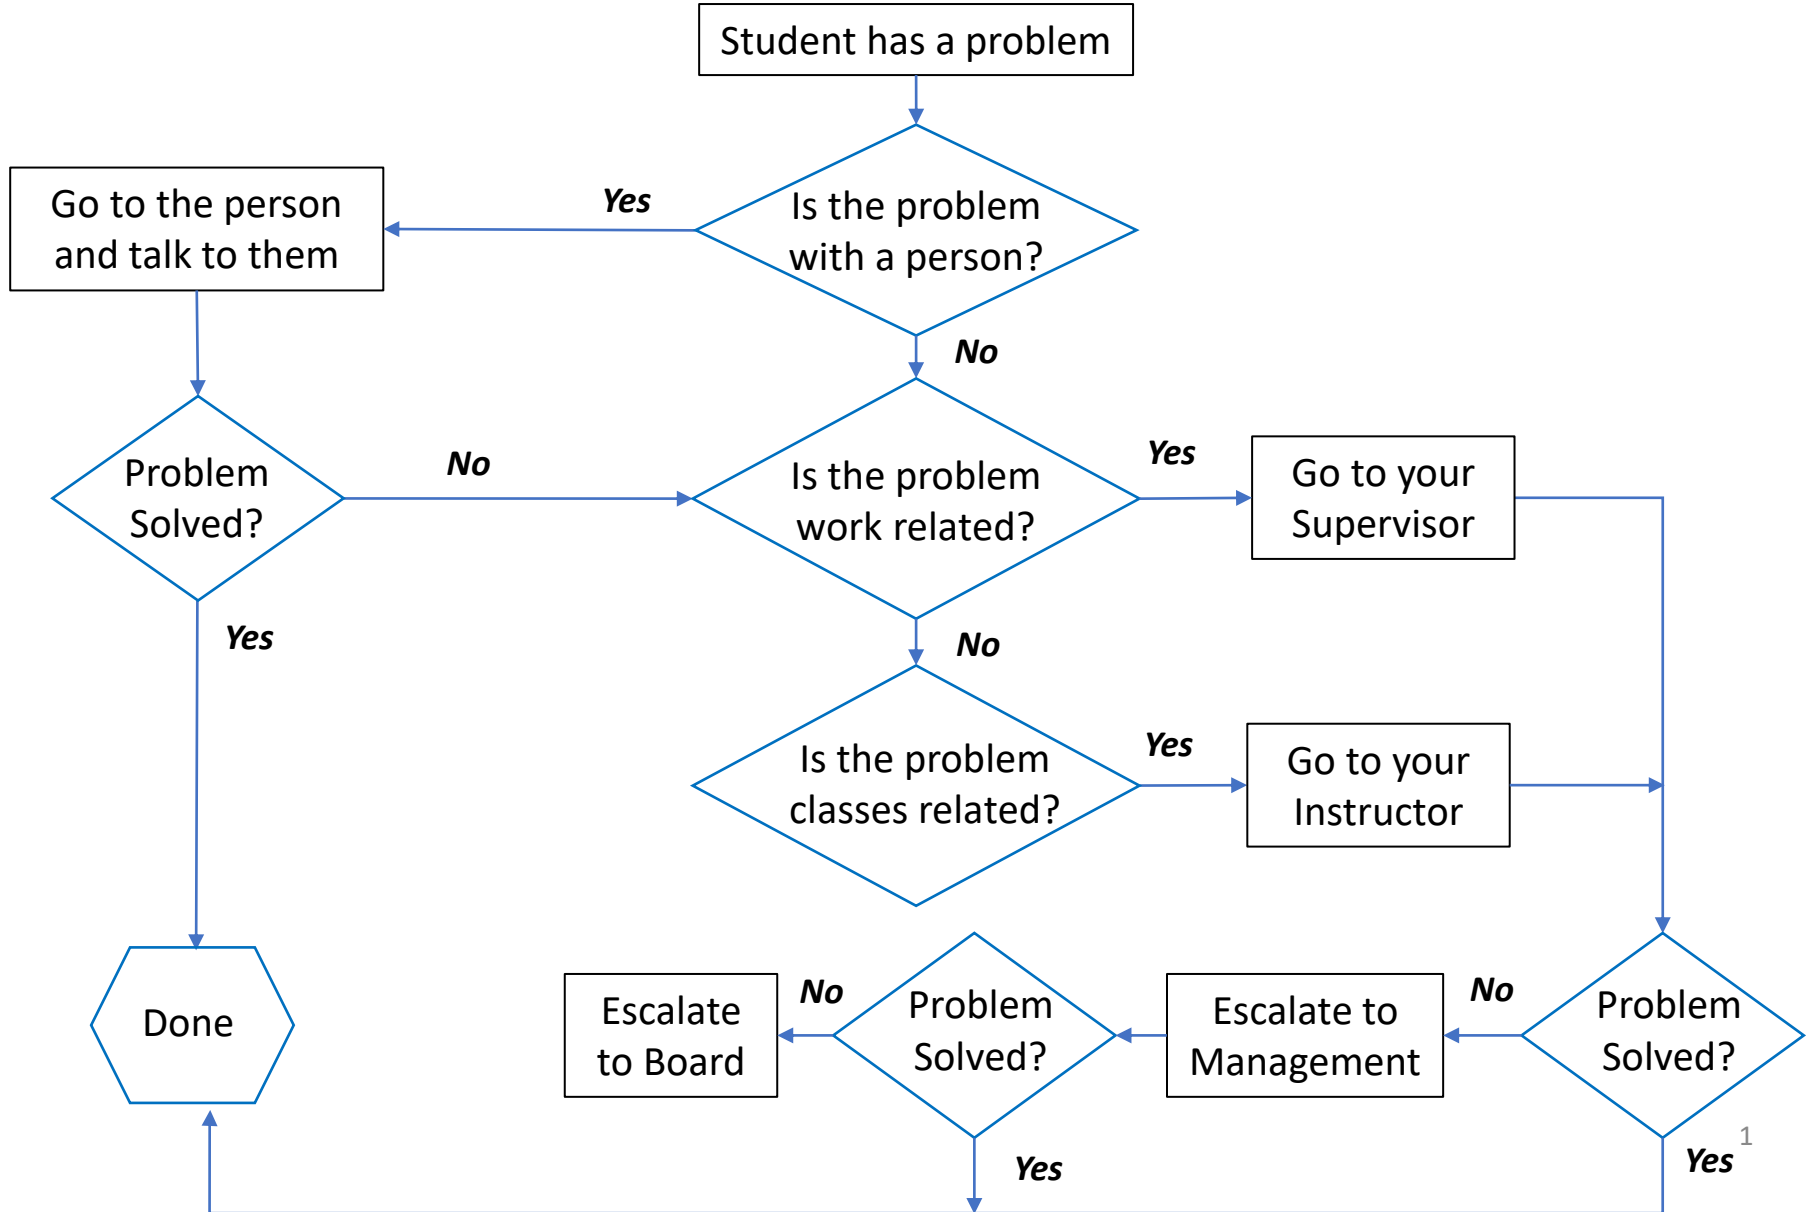 Student has a problem
Is the problem
with a person?
Yes
Go to the person
and talk to them
No
Problem
Solved?
No
Is the problem
work related?
Yes
Go to your
Supervisor
Yes
No
Is the problem
classes related?
Yes
Go to your
Instructor
Done
Escalate
to Board
No
Problem
Solved?
Escalate to
Management
No
Problem
Solved?
Yes
Yes
1